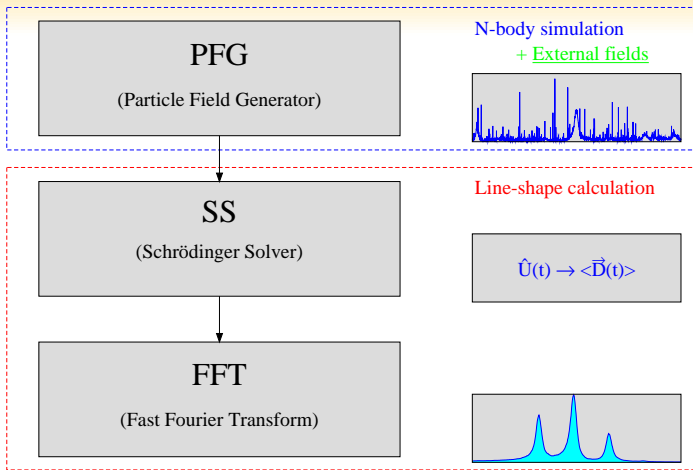 PFG
(Particle Field Generator)
N-body simulation
+ External fields
SS
(Schrödinger Solver)
Line-shape calculation
Û(t) → <D⃗(t)>
FFT
(Fast Fourier Transform)